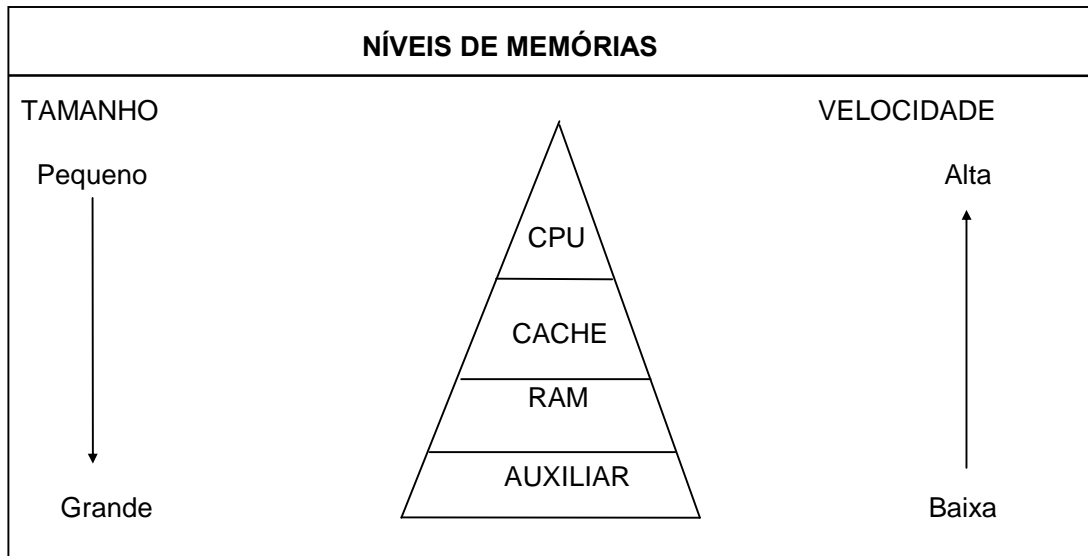 NÍVEIS DE MEMÓRIAS
TAMANHO
VELOCIDADE
Pequeno
Alta
CPU
CACHE
RAM
AUXILIAR
Grande
Baixa